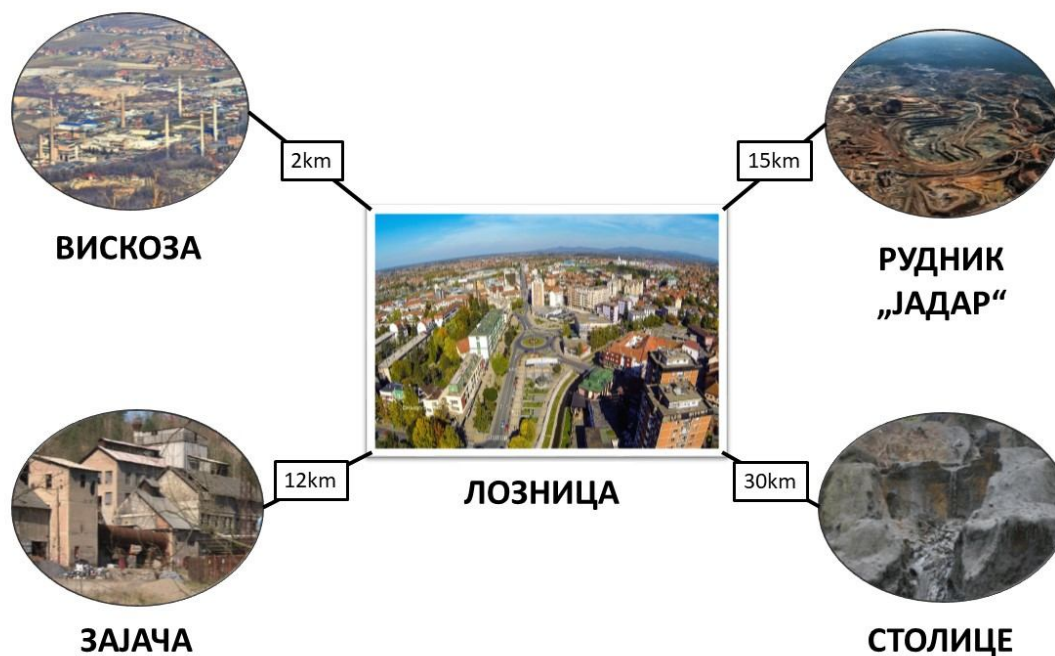 2km
15km
ВИСКОЗА
РУДНИК
„ЈАДАР“
12km
ЛОЗНИЦА
30km
ЗАЈАЧА
СТОЛИЦЕ